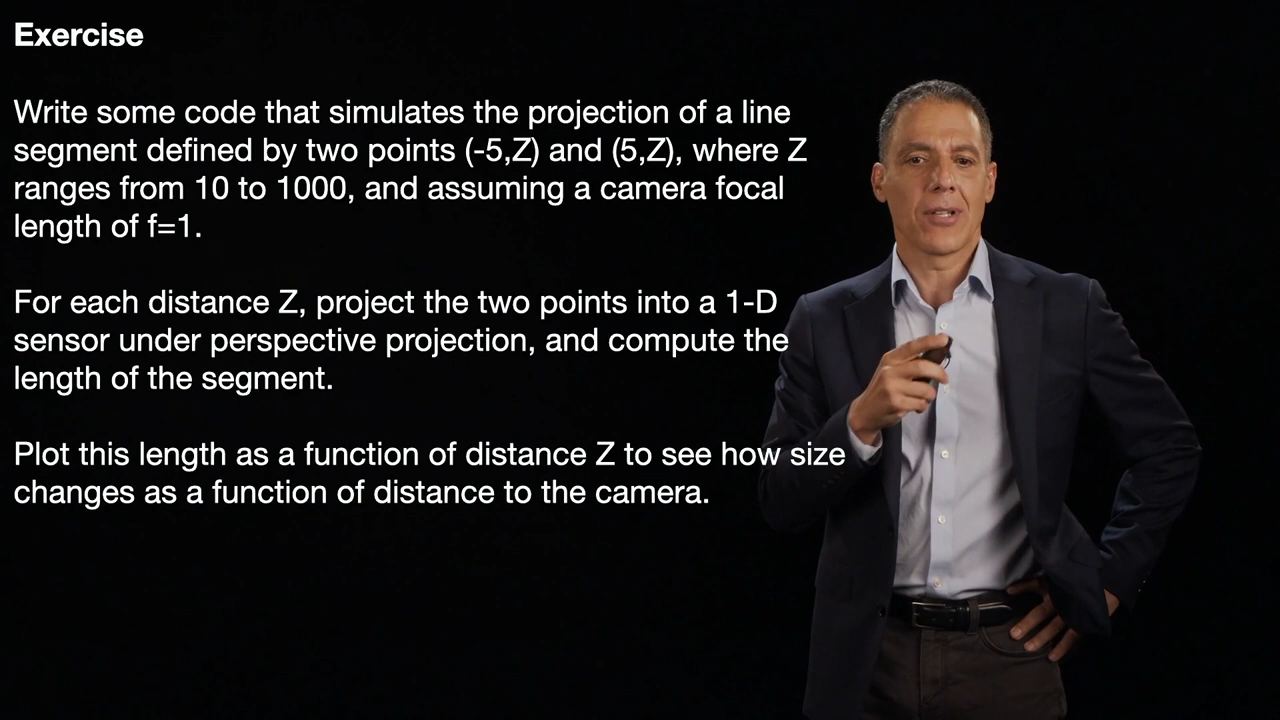 Exercise
Write some code that simulates the projection of a line
segment defined by two points (-5,Z) and (5,Z), where Z
ranges from 10 to 1000, and assuming a camera focal
length of f=1.
For each distance Z, project the two points into a 1-D
sensor under perspective projection, and compute the
length of the segment.
Plot this length as a function of distance Z to see how size
changes as a function of distance to the camera.